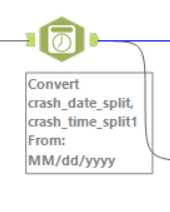 Convert
crash_date_split,
crash_time_split1
From:
MM/dd/yyyy